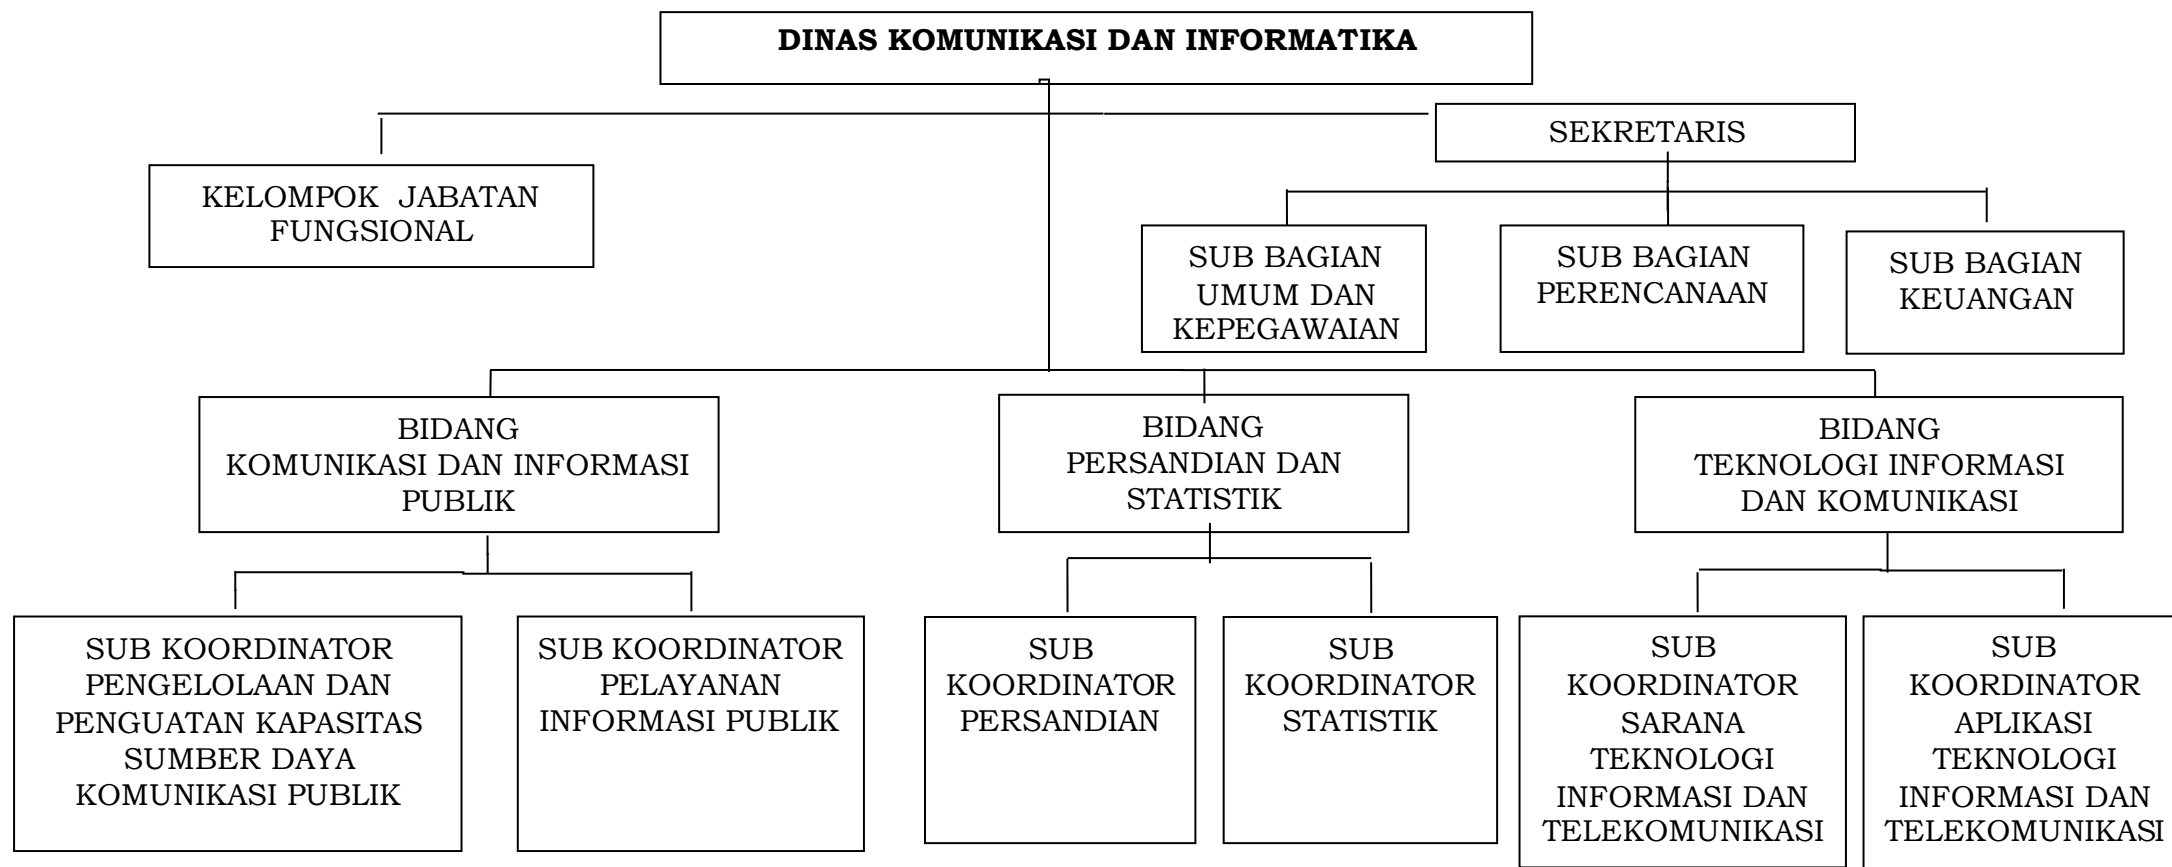 DINAS KOMUNIKASI DAN INFORMATIKA
SEKRETARIS
KELOMPOK JABATAN
FUNGSIONAL
SUB BAGIAN
UMUM DAN
KEPEGAWAIAN
SUB BAGIAN
PERENCANAAN
SUB BAGIAN
KEUANGAN
BIDANG
KOMUNIKASI DAN INFORMASI
PUBLIK
BIDANG
PERSANDIAN DAN
STATISTIK
BIDANG
TEKNOLOGI INFORMASI
DAN KOMUNIKASI
SUB KOORDINATOR
PENGELOLAAN DAN
PENGUATAN KAPASITAS
SUMBER DAYA
KOMUNIKASI PUBLIK
SUB KOORDINATOR
PELAYANAN
INFORMASI PUBLIK
SUB
KOORDINATOR
PERSANDIAN
SUB
KOORDINATOR
STATISTIK
SUB
KOORDINATOR
SARANA
TEKNOLOGI
INFORMASI DAN
TELEKOMUNIKASI
SUB
KOORDINATOR
APLIKASI
TEKNOLOGI
INFORMASI DAN
TELEKOMUNIKASI